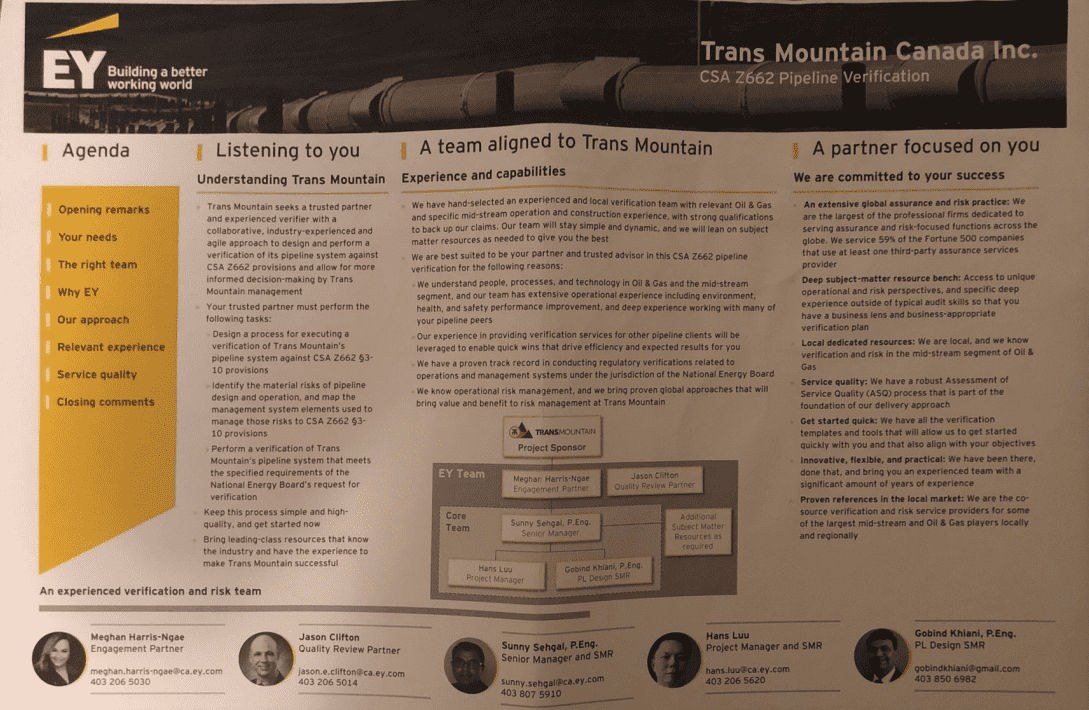 EY
Building a better
working world
Trans Mountain Canada Inc.
CSA Z662 Pipeline Verification
Agenda
Opening remarks
Your needs
The right team
Why EY
Our approach
Relevant experience
Service quality
Closing comments
Listening to you
Understanding Trans Mountain
Trans Mountain seeks a trusted partner
and experienced verifier with a
collaborative, industry-experienced and
agile approach to design and perform a
verification of its pipeline system against
CSA Z662 provisions and allow for more
informed decision-making by Trans
Mountain management
Your trusted partner must perform the
following tasks:
Design a process for executing a
verification of Trans Mountain's
pipeline system against CSA Z662 §3-
10 provisions
Identify the material risks of pipeline
design and operation, and map the
management system elements used to
manage those risks to CSA Z662 §3-
10 provisions
Perform a verification of Trans
Mountain's pipeline system that meets
the specified requirements of the
National Energy Board's request for
verification
Keep this process simple and high-
quality, and get started now
Bring leading-class resources that know
the industry and have the experience to
make Trans Mountain successful
A team aligned to Trans Mountain
Experience and capabilities
We have hand-selected an experienced and local verification team with relevant Oil & Gas
and specific mid-stream operation and construction experience, with strong qualifications
to back up our claims. Our team will stay simple and dynamic, and we will lean on subject
matter resources as needed to give you the best
We are best suited to be your partner and trusted advisor in this CSA Z662 pipeline
verification for the following reasons:
We understand people, processes, and technology in Oil & Gas and the mid-stream
segment, and our team has extensive operational experience including environment,
health, and safety performance improvement, and deep experience working with many of
your pipeline peers
Our experience in providing verification services for other pipeline clients will be
leveraged to enable quick wins that drive efficiency and expected results for you
We have a proven track record in conducting regulatory verifications related to
operations and management systems under the jurisdiction of the National Energy Board
We know operational risk management, and we bring proven global approaches that will
bring value and benefit to risk management at Trans Mountain
TRANSMOUNTAIN
Project Sponsor
EY Team
Meghan Harris-Ngae
Engagement Partner
Jason Clifton
Quality Review Partner
Core
Team
Sunny Sehgal, P.Eng.
Senior Manager
Additional
Subject Matter
Resources as
required
Hans Luu
Project Manager
Gobind Khiani, P.Eng.
PL Design SMR
A partner focused on you
We are committed to your success
An extensive global assurance and risk practice: We
are the largest of the professional firms dedicated to
serving assurance and risk-focused functions across the
globe. We service 59% of the Fortune 500 companies
that use at least one third-party assurance services
provider
Deep subject-matter resource bench: Access to unique
operational and risk perspectives, and specific deep
experience outside of typical audit skills so that you
have a business lens and business-appropriate
verification plan
Local dedicated resources: We are local, and we know
verification and risk in the mid-stream segment of Oil &
Gas
Service quality: We have a robust Assessment of
Service Quality (ASQ) process that is part of the
foundation of our delivery approach
Get started quick: We have all the verification
templates and tools that will allow us to get started
quickly with you and that also align with your objectives
Innovative, flexible, and practical: We have been there,
done that, and bring you an experienced team with a
significant amount of years of experience
Proven references in the local market: We are the co-
source verification and risk service providers for some
of the largest mid-stream and Oil & Gas players locally
and regionally
An experienced verification and risk team
Meghan Harris-Ngae
Engagement Partner
meghan.harris-ngae@ca.ey.com
403 206 5030
Jason Clifton
Quality Review Partner
jason.e.clifton@ca.ey.com
403 206 5014
Sunny Sehgal, P.Eng.
Senior Manager and SMR
sunny.sehgal@ca.ey.com
403 807 5910
Hans Luu
Project Manager and SMR
hans.luu@ca.ey.com
403 206 5620
Gobind Khiani, P.Eng.
PL Design SMR
gobindkhiani@gmail.com
403 850 6982